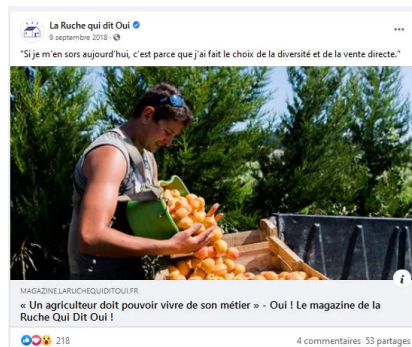 La Ruche qui dit Oui
9 septembre 2018 ·
"Si je m'en sors aujourd'hui, c'est parce que j'ai fait le choix de la diversité et de la vente directe."
MAGAZINE.LARUCHEQUIDITOUI.FR
« Un agriculteur doit pouvoir vivre de son métier » - Oui ! Le magazine de la
Ruche Qui Dit Oui !
218
4 commentaires 53 partages